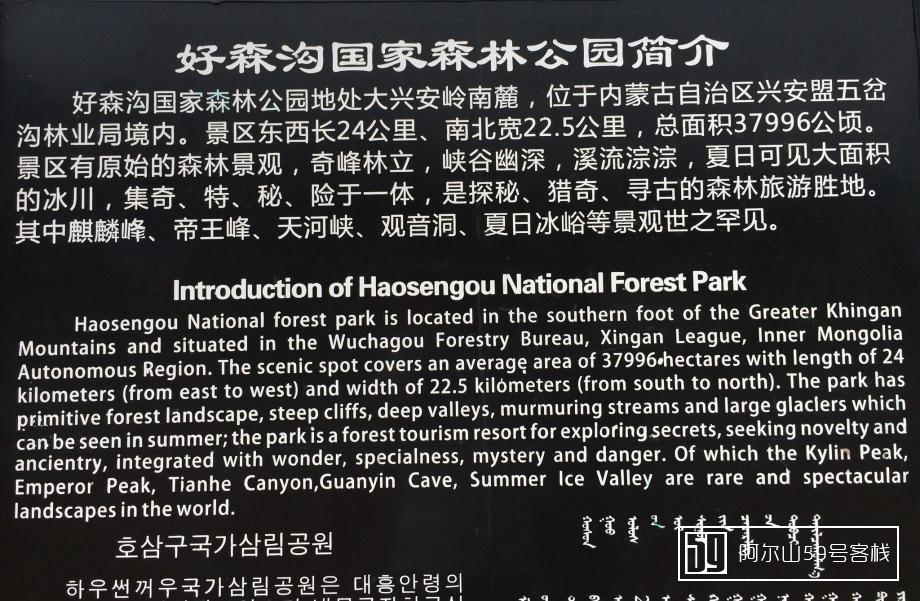 好森沟国家森林公园简介
好森沟国家森林公园地处大兴安岭南麓，位于内蒙古自治区兴安盟五岔
沟林业局境内。景区东西长24公里、南北宽22.5公里，总面积37996公顷。
景区有原始的森林景观，奇峰林立，峡谷幽深，溪流淙淙，夏日可见大面积
的冰川，集奇、特、秘、险于一体，是探秘、猎奇、寻古的森林旅游胜地。
其中麒麟峰、帝王峰、天河峡、观音洞、夏日冰峪等景观世之罕见。
Introduction of Haosengou National Forest Park
Haosengou National forest park is located in the southern foot of the Greater Khingan
Mountains and situated in the Wuchagou Forestry Bureau, Xingan League, Inner Mongolia
Autonomous Region. The scenic spot covers an average area of 37996 hectares with length of 24
kilometers (from east to west) and width of 22.5 kilometers (from south to north). The park has
primitive forest landscape, steep cliffs, deep valleys, murmuring streams and large glaclers which
can be seen in summer; the park is a forest tourism resort for exploring secrets, seeking novelty and
ancientry, integrated with wonder, specialness, mystery and danger. Of which the Kylin Peak,
Emperor Peak, Tianhe Canyon,Guanyin Cave, Summer Ice Valley are rare and spectacular
landscapes in the world.
호삼구국가삼림공원
하우썬꺼우국가삼림공원은 대흥안령의
阿尔山59号客栈